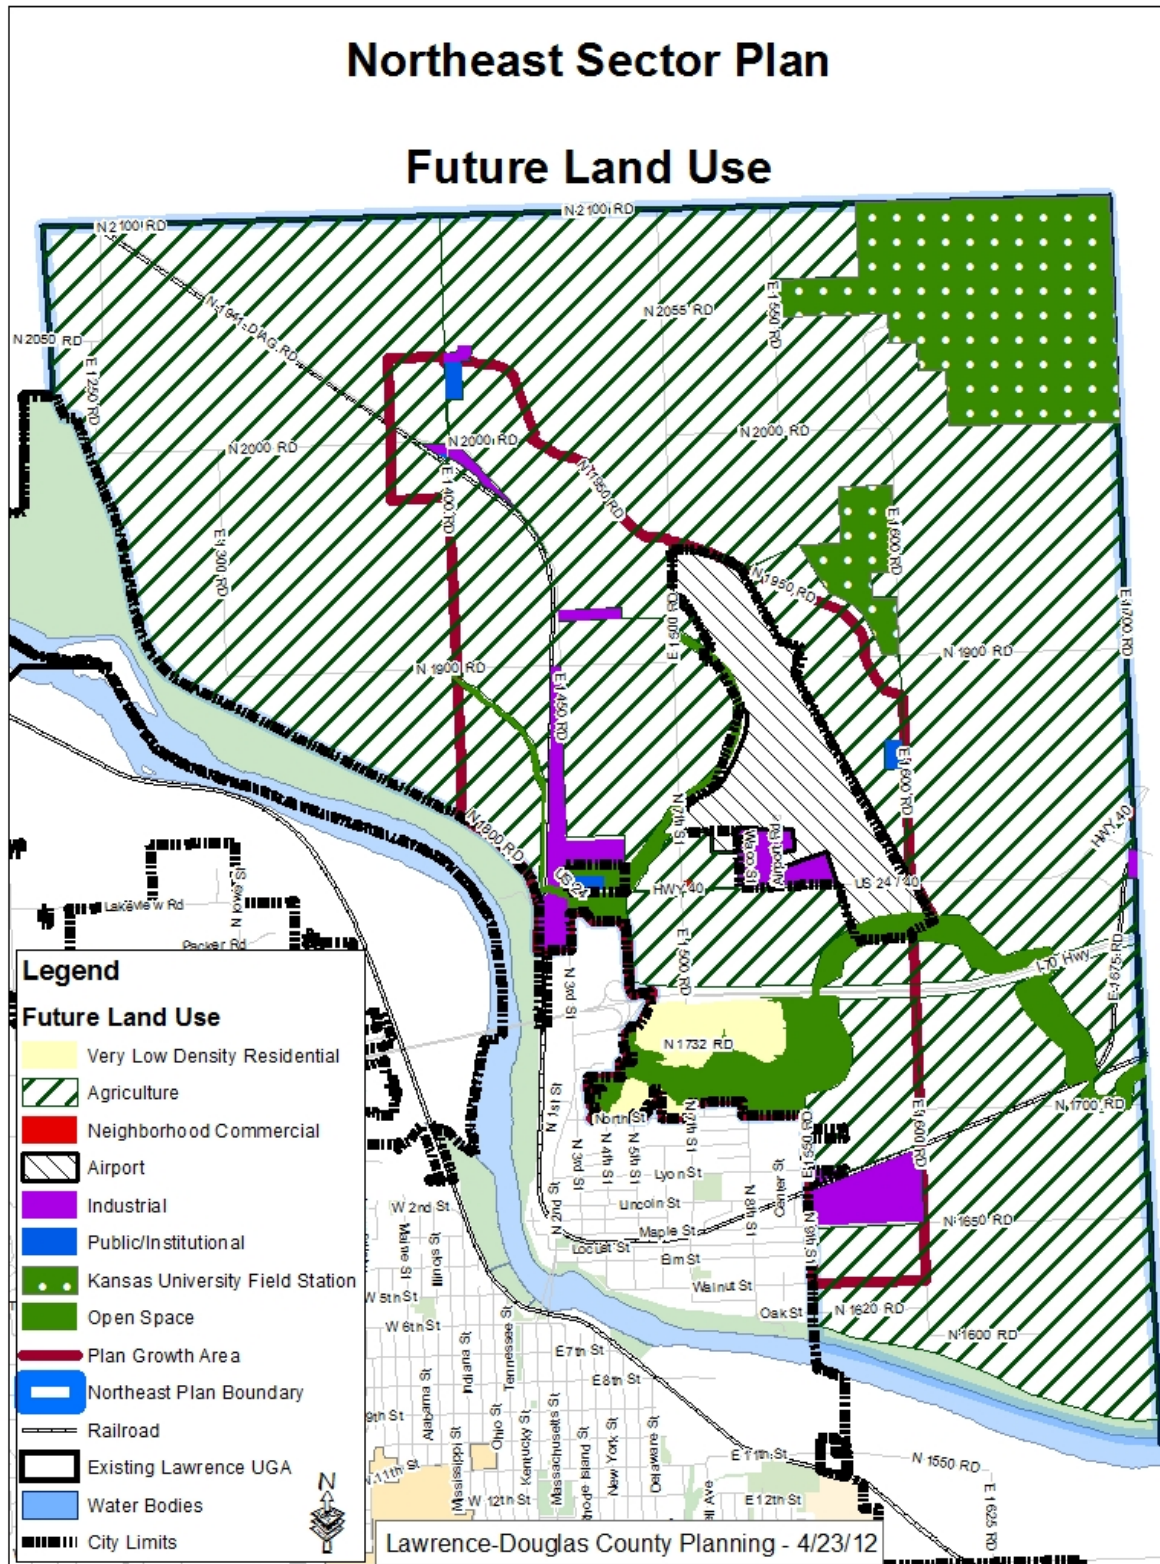 Northeast Sector Plan
Future Land Use
N 2100 RD
N 2100 RD
N 2055 RD
E 1550 RD
N 1941 DIAG RD
N 2050 RD
E 1250 RD
N 2000 RD
N 2000 RD
N 2000 RD
E 1400 RD
N 1950 RD
E 1600 RD
E 1300 RD
N 1950 RD
E 1500 RD
E 1700 RD
N 1900 RD
N 1900 RD
E 1450 RD
E 1600 RD
N 1800 RD
N 7th St
Waco St
Airport Rd
HWY 40
US 24
HWY 40
US 24 / 40
N Iowa St
Lakeview Rd
Packer Rd
E 1500 RD
I-70 Hwy
E 1675 RD
N 3rd St
N 1732 RD
N 1700 RD
N 1st St
North St
N 7th St
E 1550 RD
E 1600 RD
N 3rd St
N 4th St
N 5th St
Lyon St
Center St
N 2nd St
Lincoln St
N 8th St
N 9th St
W 2nd St
Maple St
N 1650 RD
Locust St
Elm St
Maine St
Illinois St
Walnut St
W 5th St
Oak St
N 1620 RD
W 6th St
N 1600 RD
Tennessee St
E 7th St
Indiana St
E 8th St
Alabama St
9th St
Ohio St
Kentucky St
Massachusetts St
New York St
Delaware St
Mississippi St
E 11th St
N 1550 RD
W 12th St
E 12th St
E 1625 RD
Legend
Future Land Use
Very Low Density Residential
Agriculture
Neighborhood Commercial
Airport
Industrial
Public/Institutional
Kansas University Field Station
Open Space
Plan Growth Area
Northeast Plan Boundary
Railroad
Existing Lawrence UGA
Water Bodies
City Limits
N
Lawrence-Douglas County Planning - 4/23/12